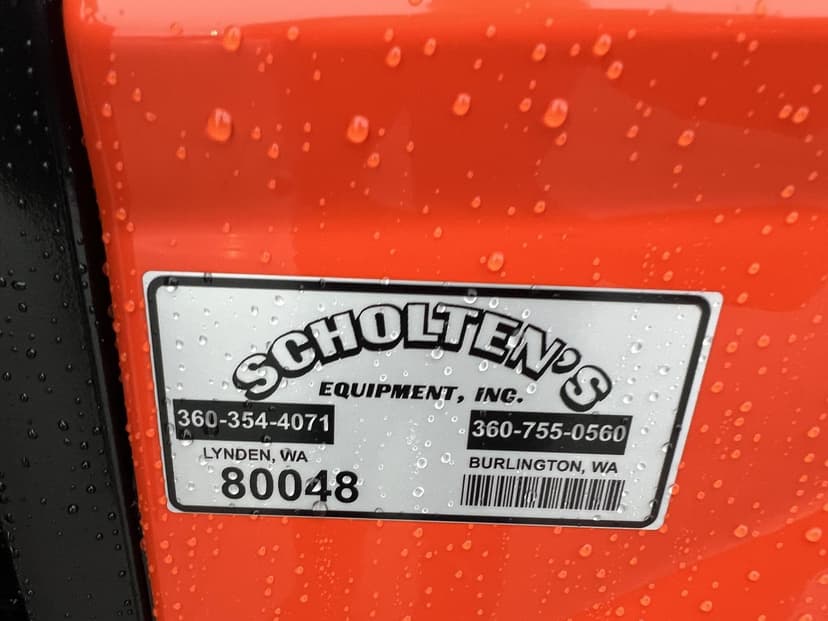 SCHOLTEN'S
EQUIPMENT, INC.
360-354-4071
LYNDEN, WA
80048
360-755-0560
BURLINGTON, WA